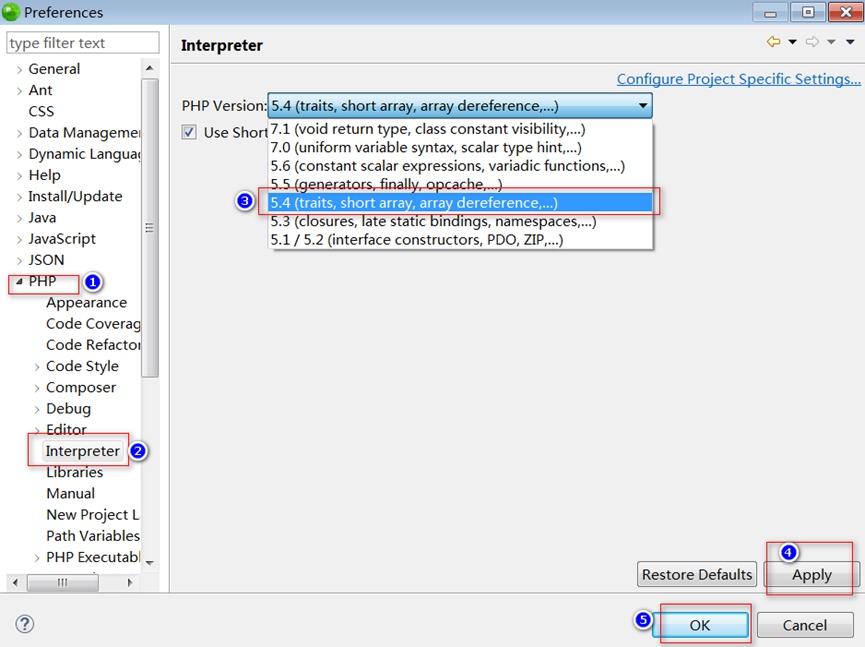 Preferences
type filter text
Interpreter
General
Ant
CSS
Data Managemen
Dynamic Languag
Help
Install/Update
Java
JavaScript
JSON
PHP
1
Appearance
Code Coverag
Code Refactor
Code Style
Composer
Debug
Editor
Interpreter
2
Libraries
Manual
New Project L
Path Variables
PHP Executabl
Configure Project Specific Settings...
PHP Version:
5.4 (traits, short array, array dereference,...)
Use Short
7.1 (void return type, class constant visibility,...)
7.0 (uniform variable syntax, scalar type hint,...)
5.6 (constant scalar expressions, variadic functions,...)
5.5 (generators, finally, opcache,...)
3
5.4 (traits, short array, array dereference,...)
5.3 (closures, late static bindings, namespaces,...)
5.1 / 5.2 (interface constructors, PDO, ZIP,...)
4
Restore Defaults
Apply
?
5
OK
Cancel